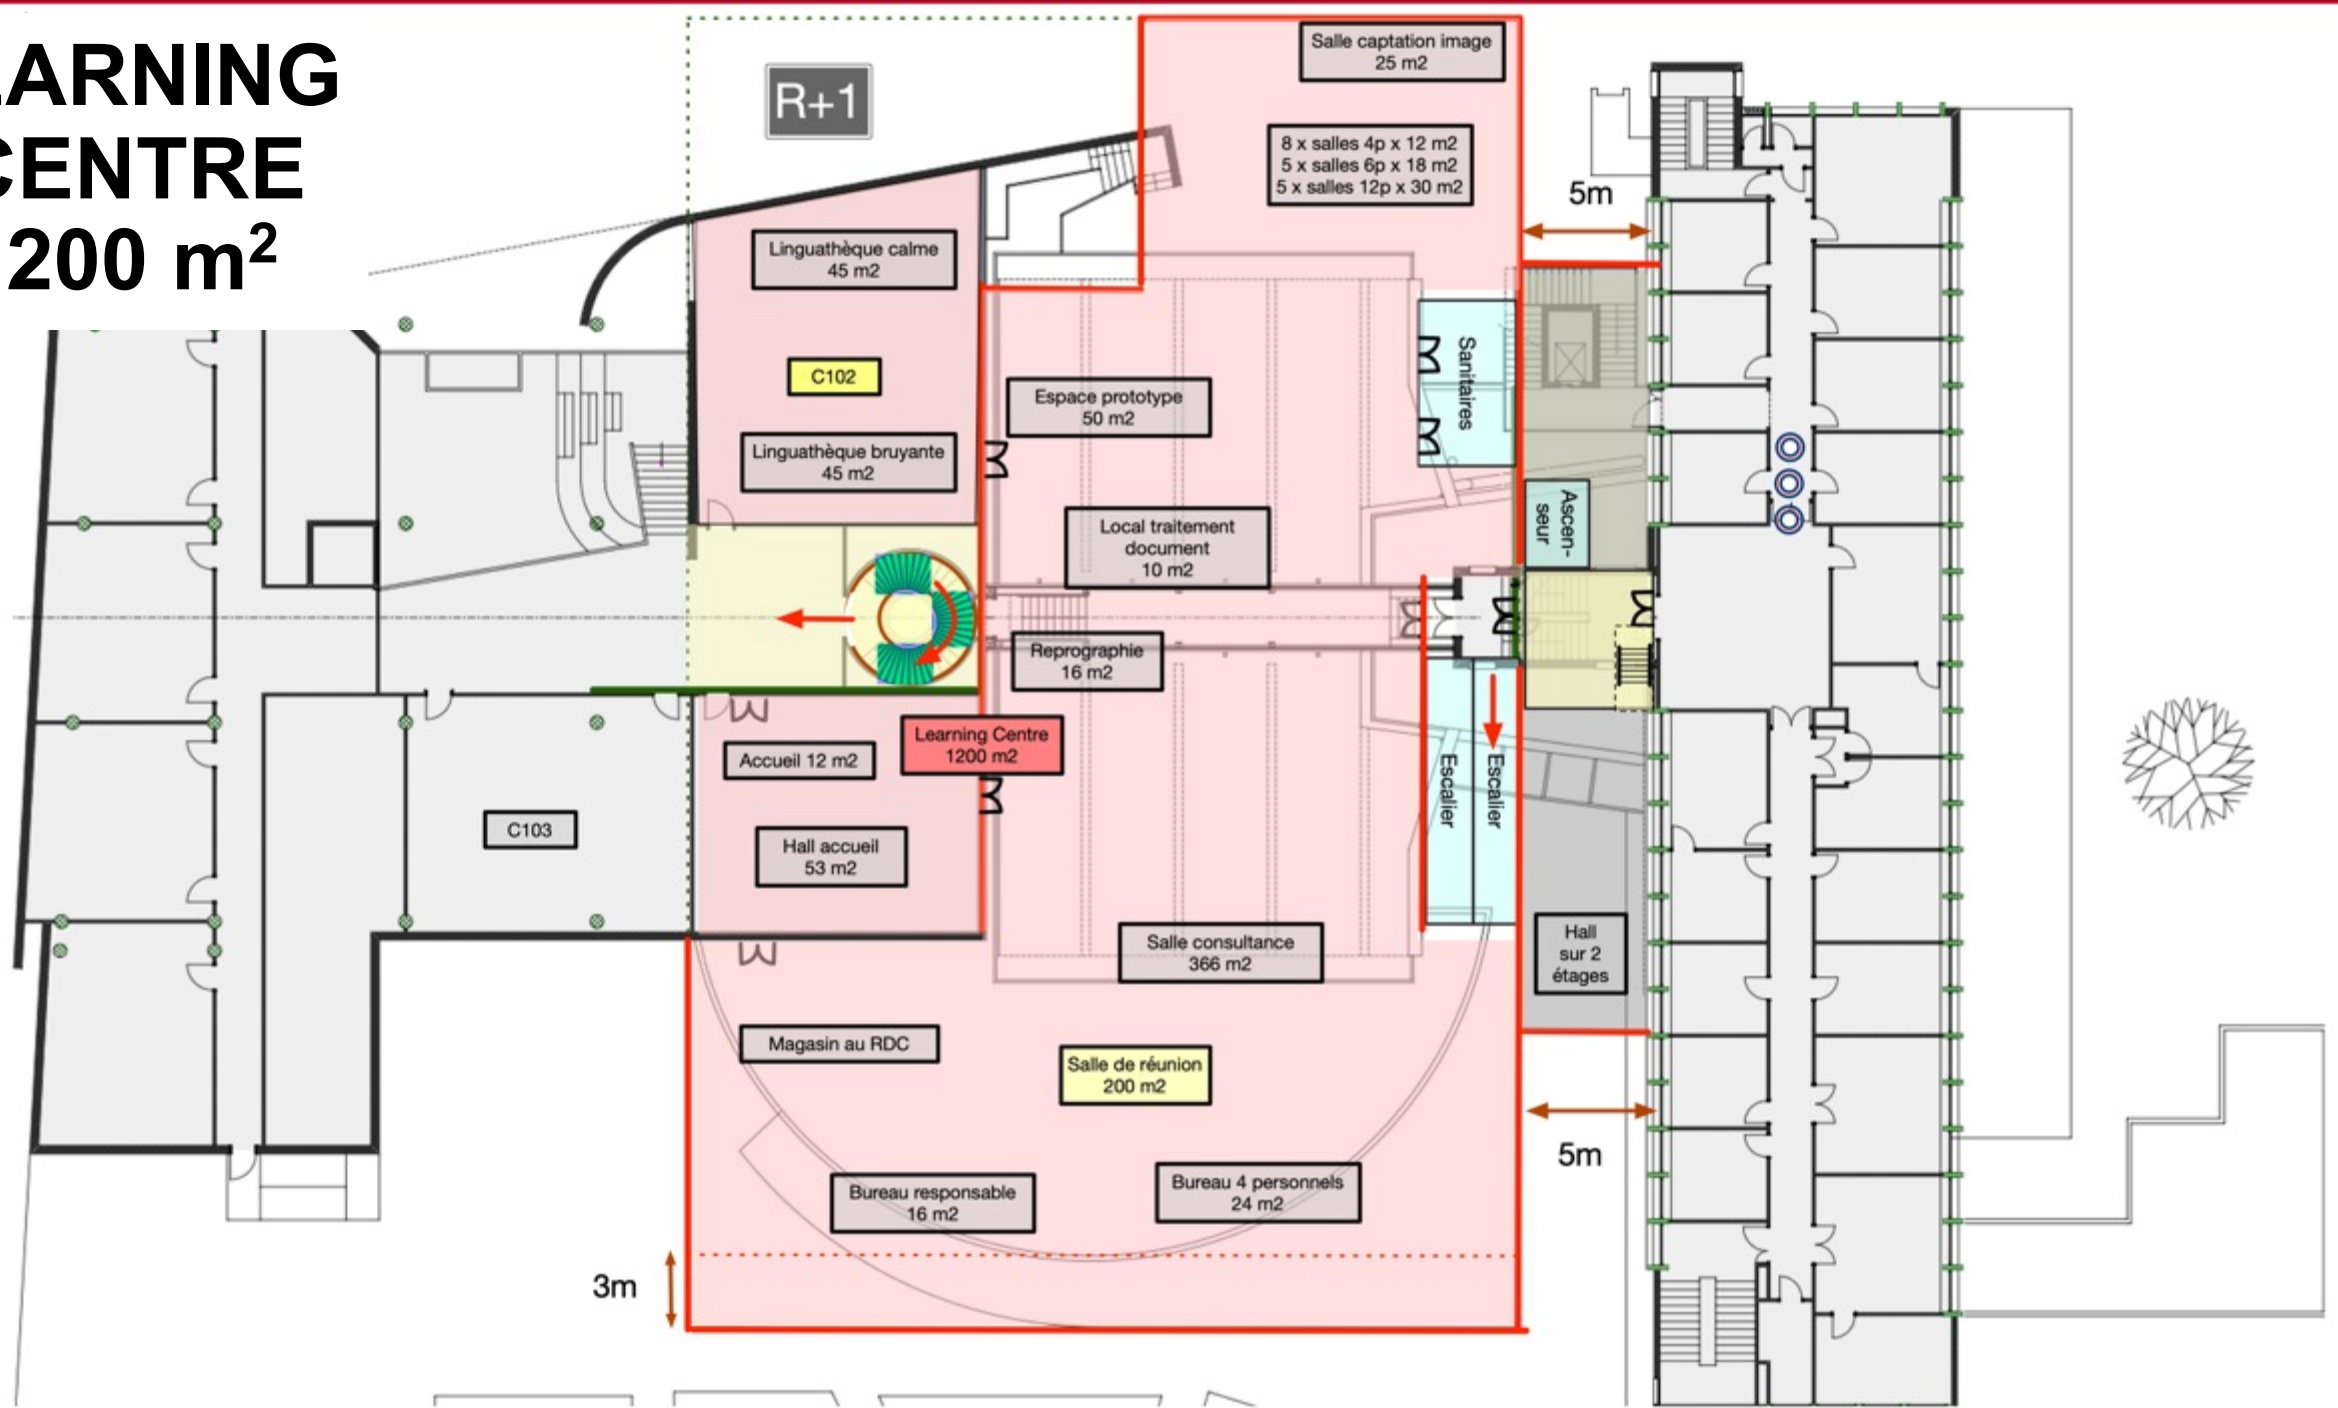 ARNING
CENTRE
200 m²
R+1
Salle captation image
25 m2
8 x salles 4p x 12 m2
5 x salles 6p x 18 m2
5 x salles 12p x 30 m2
5m
Linguathèque calme
45 m2
C102
Linguathèque bruyante
45 m2
Espace prototype
50 m2
Sanitaires
Local traitement
document
10 m2
Ascen-
seur
Reprographie
16 m2
Learning Centre
1200 m2
Accueil 12 m2
Hall accueil
53 m2
C103
Escalier
Escalier
Salle consultance
366 m2
Hall
sur 2
étages
Magasin au RDC
Salle de réunion
200 m2
5m
Bureau responsable
16 m2
Bureau 4 personnels
24 m2
3m